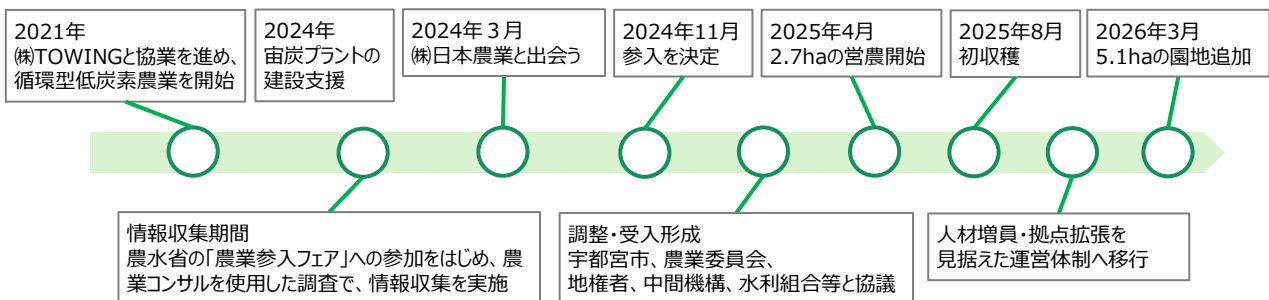 2021年
㈱TOWINGと協業を進め、
循環型低炭素農業を開始
2024年
宙炭プラントの
建設支援
2024年３月
㈱日本農業と出会う
2024年11月
参入を決定
2025年4月
2.7haの営農開始
2025年8月
初収穫
2026年3月
5.1haの園地追加
情報収集期間
農水省の「農業参入フェア」への参加をはじめ、農
業コンサルを使用した調査で、情報収集を実施
調整・受入形成
宇都宮市、農業委員会、
地権者、中間機構、水利組合等と協議
人材増員・拠点拡張を
見据えた運営体制へ移行